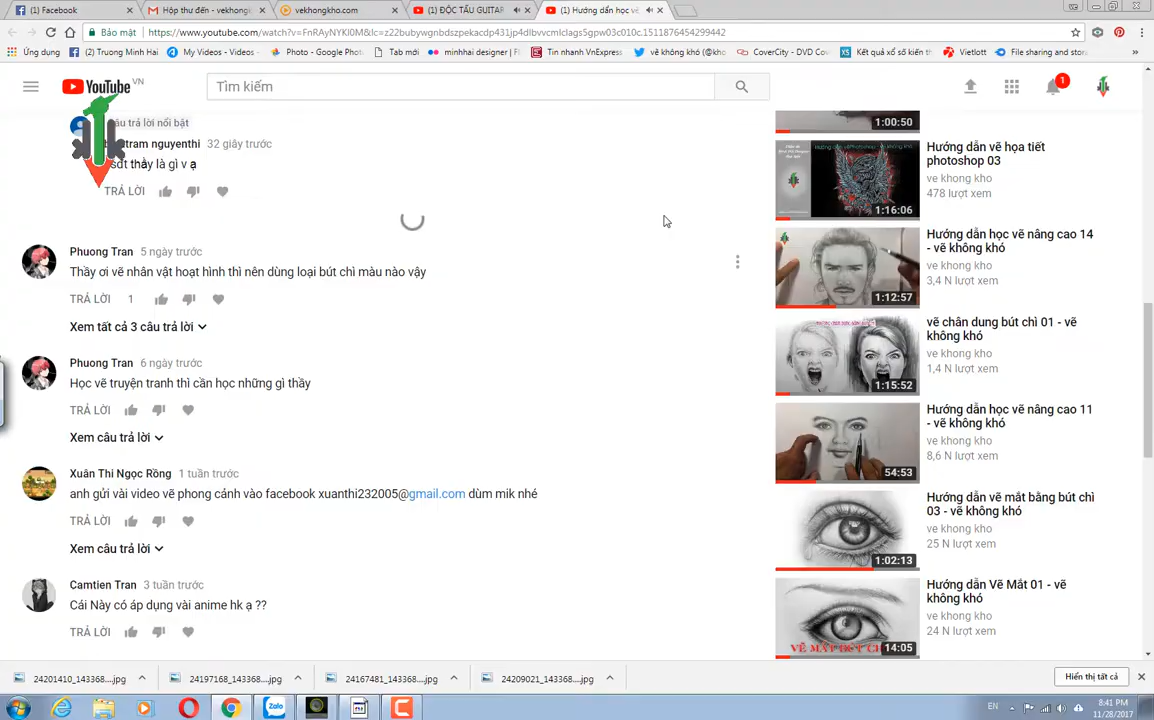 (1) Facebook
Hộp thư đến - vekhong
vekhongkho.com
(1) ĐỘC TẤU GUITAR
(1) Hướng dẫn học vẽ
Bảo mật
https://www.youtube.com/watch?v=FnRAyNYKI0M&lc=z22bubywgnbdszpekacdp431jp4dlbvvcmlclags5gpw03c010c.1511876654299442
Ứng dụng
(2) Truong Minh Hai
My Videos - Videos
Photo - Google Phot
Tab mới
minhhai designer | F
Tin nhanh VnExpress
vẽ không khó (@kho
CoverCity - DVD Cov
Kết quả xổ số kiến th
Vietlott
File sharing and stor
YouTube VN
Tìm kiếm
1
câu trả lời nổi bật
tram nguyenthi 32 giây trước
sdt thầy là gì v ạ
TRẢ LỜI
Phuong Tran 5 ngày trước
Thầy ơi vẽ nhân vật hoạt hình thì nên dùng loại bút chì màu nào vậy
TRẢ LỜI 1
Xem tất cả 3 câu trả lời
Phuong Tran 6 ngày trước
Học vẽ truyện tranh thì cần học những gì thầy
TRẢ LỜI
Xem câu trả lời
Xuân Thi Ngọc Rồng 1 tuần trước
anh gửi vài video vẽ phong cảnh vào facebook xuanthi232005@gmail.com dùm mik nhé
TRẢ LỜI
Xem câu trả lời
Camtien Tran 3 tuần trước
Cái Này có áp dụng vài anime hk ạ ??
TRẢ LỜI
1:00:50
Hướng dẫn vẽ họa tiết
photoshop 03
ve khong kho
478 lượt xem
1:16:06
Hướng dẫn học vẽ nâng cao 14
- vẽ không khó
ve khong kho
3,4 N lượt xem
1:12:57
vẽ chân dung bút chì 01 - vẽ
không khó
ve khong kho
1,4 N lượt xem
1:15:52
Hướng dẫn học vẽ nâng cao 11
- vẽ không khó
ve khong kho
8,6 N lượt xem
54:53
Hướng dẫn vẽ mắt bằng bút chì
03 - vẽ không khó
ve khong kho
25 N lượt xem
1:02:13
Hướng dẫn Vẽ Mắt 01 - vẽ
không khó
ve khong kho
24 N lượt xem
VẼ MẮT BÚT CH
14:05
24201410_143368....jpg
24197168_143368....jpg
24167481_143368....jpg
24209021_143368....jpg
Hiển thị tất cả
Zalo
EN
8:41 PM
11/28/2017